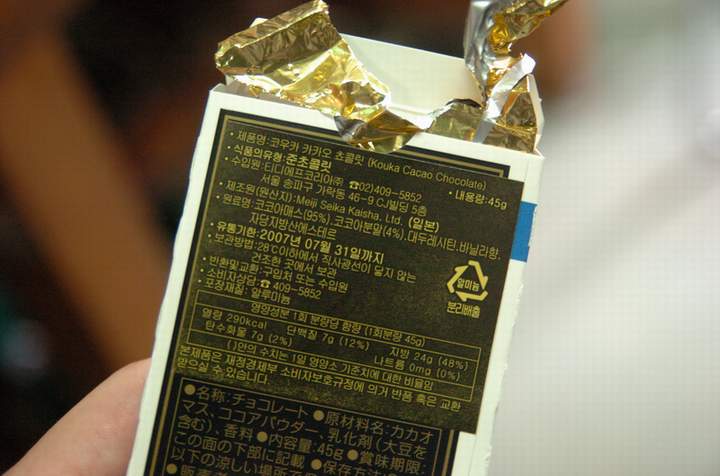 • 제품명: 코우카 카카오 쵸콜릿 (Kouka Cacao Chocolate)
• 식품의유형: 준초콜릿 • 내용량: 45g
• 수입원: 티디에프코리아㈜ ☎02)409-5852
서울 송파구 가락동 46-9 CJ빌딩 5층
• 제조원(원산지): Meiji Seika Kaisha, Ltd. (일본)
• 원료명: 코코아매스(95%), 코코아분말(4%), 대두레시틴, 바닐라향,
자당지방산에스테르
• 유통기한: 2007년 07월 31일까지
• 보관방법: 28℃이하에서 직사광선이 닿지 않는
건조한 곳에서 보관
• 반환및교환: 구입처 또는 수입원
• 소비자상담: ☎ 409-5852
• 포장재질: 알루미늄
알미늄
분리배출
영양성분 1회 분량당 함량 (1회분량 45g)
열량 290kcal 단백질 7g (12%) 지방 24g (48%)
탄수화물 7g (2%) 나트륨 0mg (0%)
( )안의 수치는 1일 영양소 기준치에 대한 비율임
본제품은 재정경제부 소비자보호규정에 의거 반품 혹은 교환
받으실 수 있습니다.
●名称:チョコレート ●原材料名:カカオ
マス、ココアパウダー、乳化剤(大豆を
含む)、香料 ●内容量:45g ●賞味期限:
この面の下部に記載 ●保存方法:
以下の涼しい場所